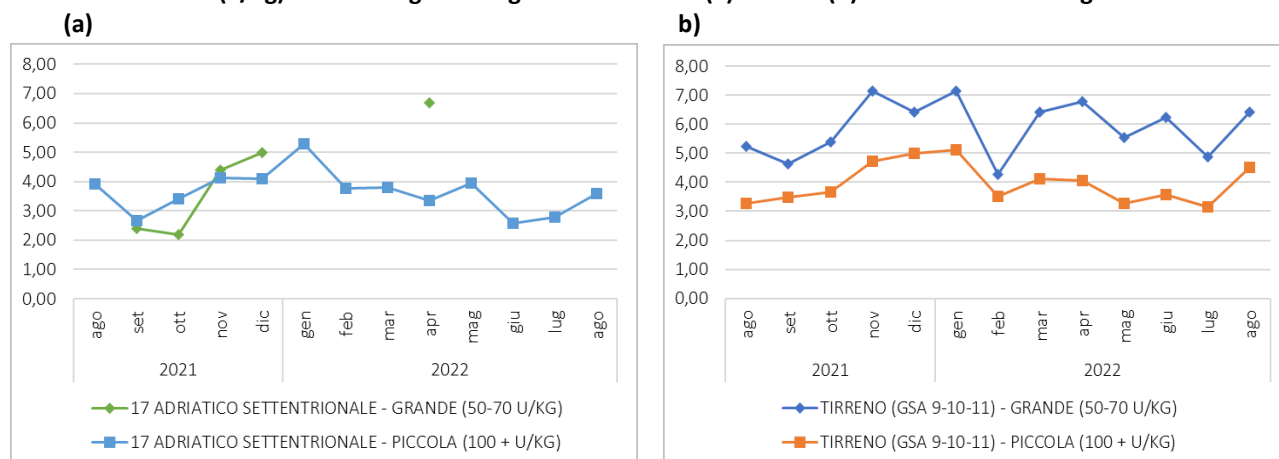 (a)
8,00
7,00
6,00
5,00
4,00
3,00
2,00
1,00
0,00
ago set ott nov dic gen feb mar apr mag giu lug ago
2021 2022
17 ADRIATICO SETTENTRIONALE - GRANDE (50-70 U/KG)
17 ADRIATICO SETTENTRIONALE - PICCOLA (100 + U/KG)
b)
8,00
7,00
6,00
5,00
4,00
3,00
2,00
1,00
0,00
ago set ott nov dic gen feb mar apr mag giu lug ago
2021 2022
TIRRENO (GSA 9-10-11) - GRANDE (50-70 U/KG)
TIRRENO (GSA 9-10-11) - PICCOLA (100 + U/KG)